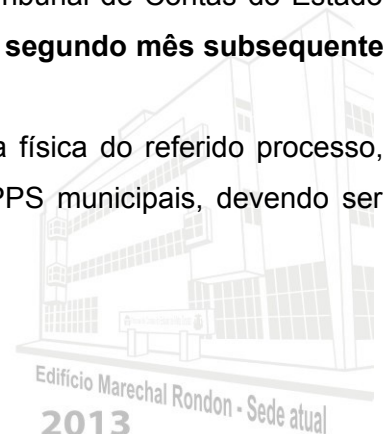 Tribunal de Contas do Estado
segundo mês subsequente
a física do referido processo,
PPS municipais, devendo ser
Edifício Marechal Rondon - Sede atual
2013